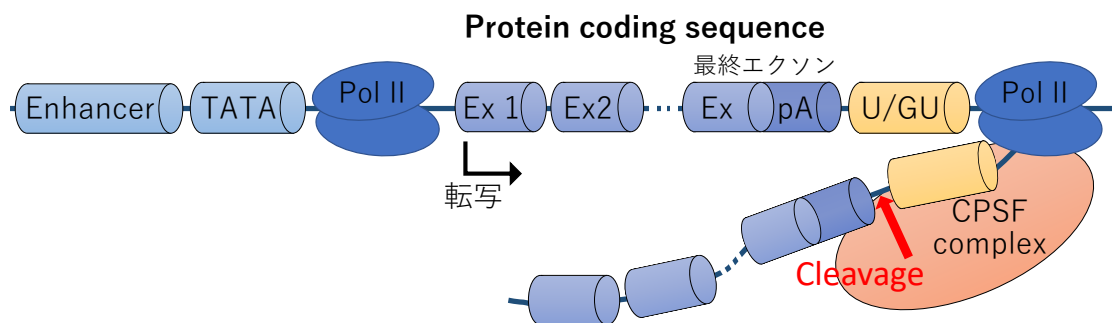 Protein coding sequence
最終エクソン
Enhancer
TATA
Pol II
Ex 1
Ex2
Ex
pA
U/GU
Pol II
転写
CPSF
complex
Cleavage